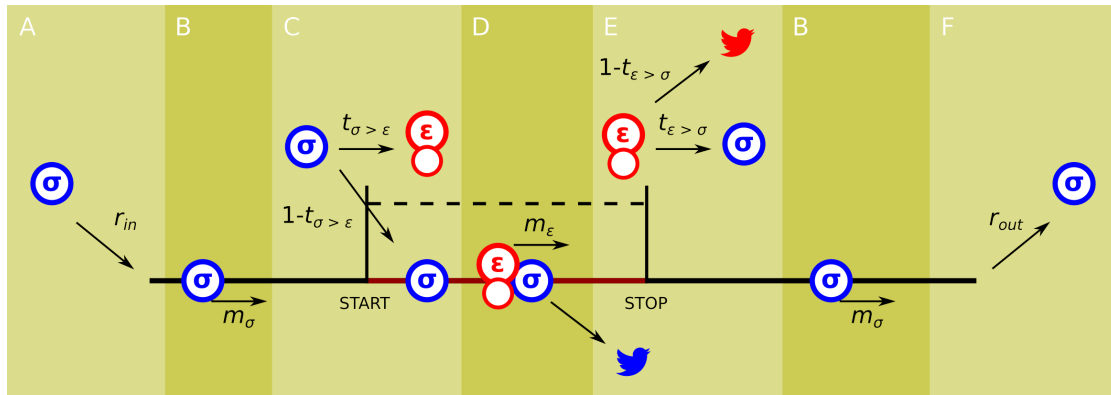 A
B
C
D
E
B
F
1-t_{ε > σ}
t_{σ > ε}
ε
ε
t_{ε > σ}
σ
σ
σ
σ
r_{in}
1-t_{σ > ε}
m_ε
r_{out}
σ
σ
ε
σ
σ
m_σ
START
STOP
m_σ